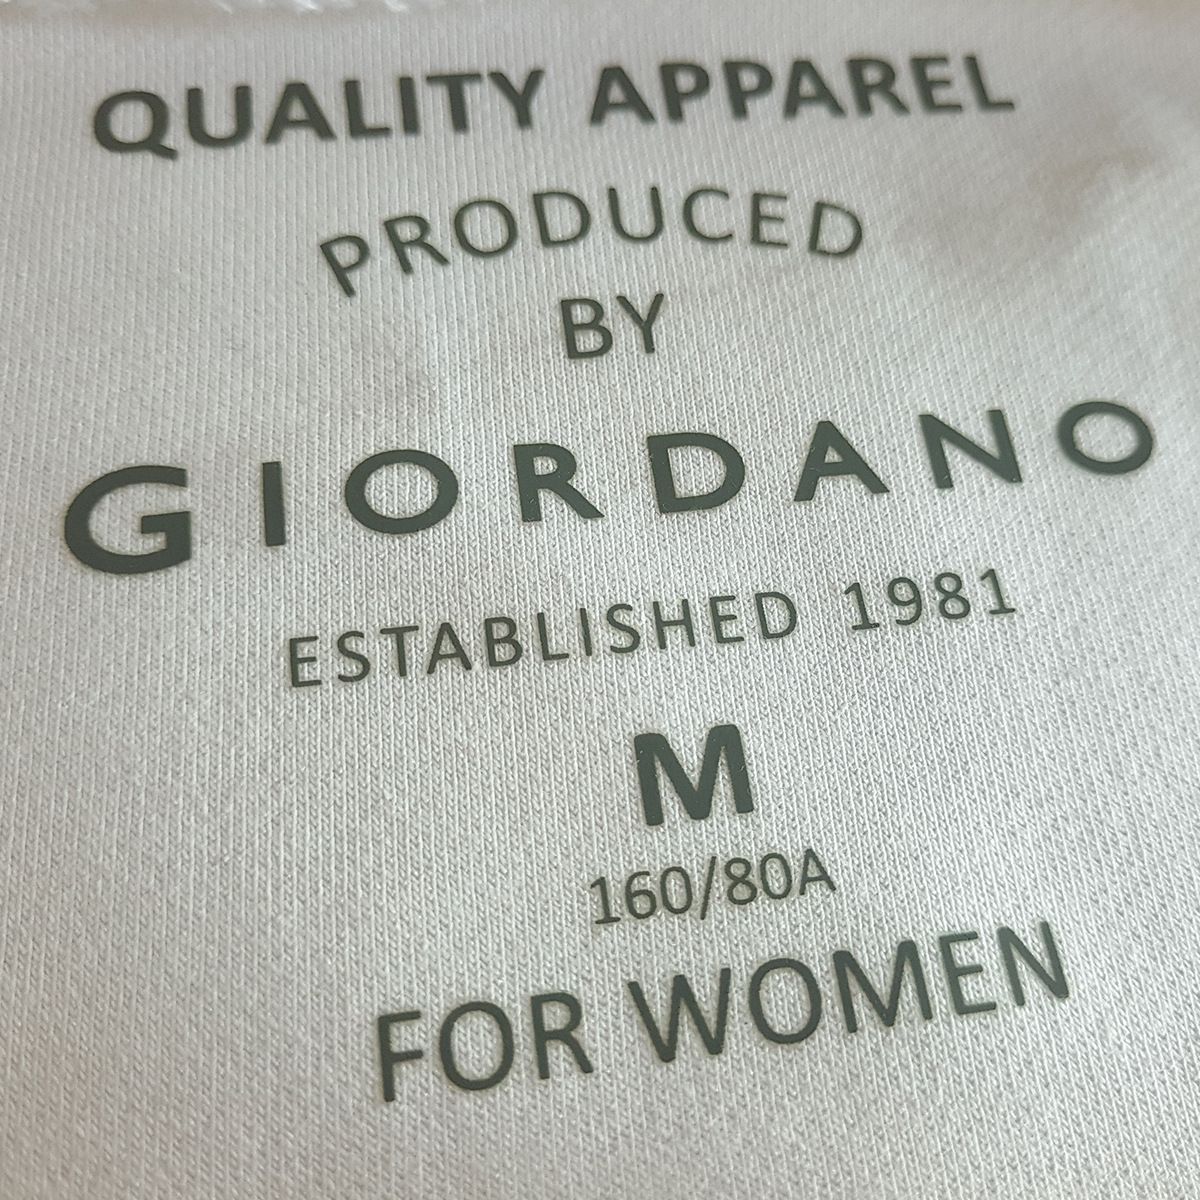 QUALITY APPAREL
PRODUCED
BY
GIORDANO
ESTABLISHED 1981
M
160/80A
FOR WOMEN